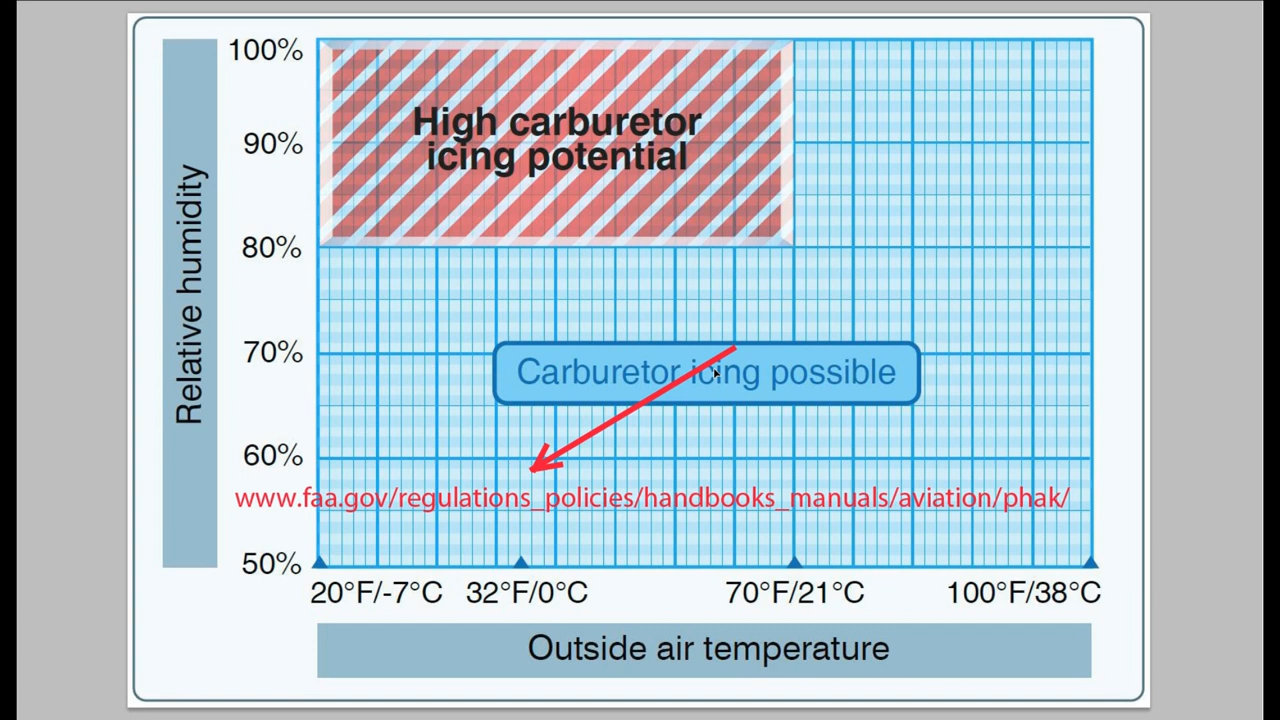 100%
90%
80%
70%
60%
50%
Relative humidity
High carburetor
icing potential
Carburetor icing possible
www.faa.gov/regulations_policies/handbooks_manuals/aviation/phak/
20°F/-7°C
32°F/0°C
70°F/21°C
100°F/38°C
Outside air temperature